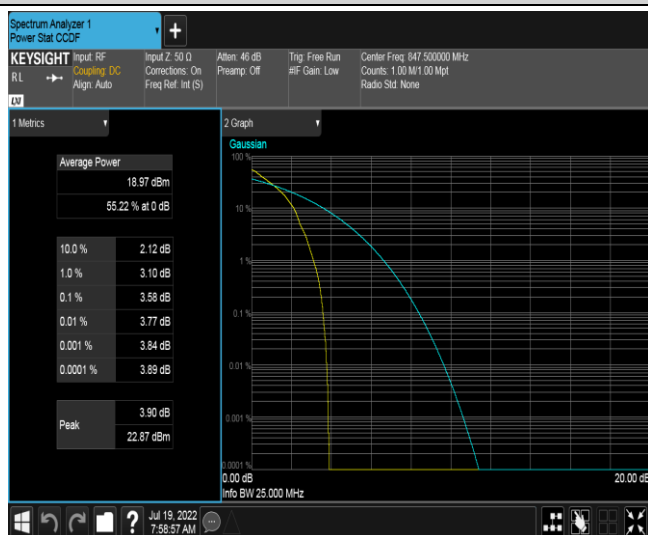 Spectrum Analyzer 1
Power Stat CCDF
KEYSIGHT
RL
LXI
Input: RF
Coupling: DC
Align: Auto
Input Z: 50 Ω
Corrections: On
Freq Ref: Int (S)
Atten: 46 dB
Preamp: Off
Trig: Free Run
#IF Gain: Low
Center Freq: 847.500000 MHz
Counts: 1.00 M/1.00 Mpt
Radio Std: None
1 Metrics
Average Power
18.97 dBm
55.22 % at 0 dB
10.0 % 2.12 dB
1.0 % 3.10 dB
0.1 % 3.58 dB
0.01 % 3.77 dB
0.001 % 3.84 dB
0.0001 % 3.89 dB
Peak
3.90 dB
22.87 dBm
2 Graph
Gaussian
100 %
10 %
1 %
0.1 %
0.01 %
0.001 %
0.0001 %
0.00 dB 20.00 dB
Info BW 25.000 MHz
?
Jul 19, 2022
7:58:57 AM